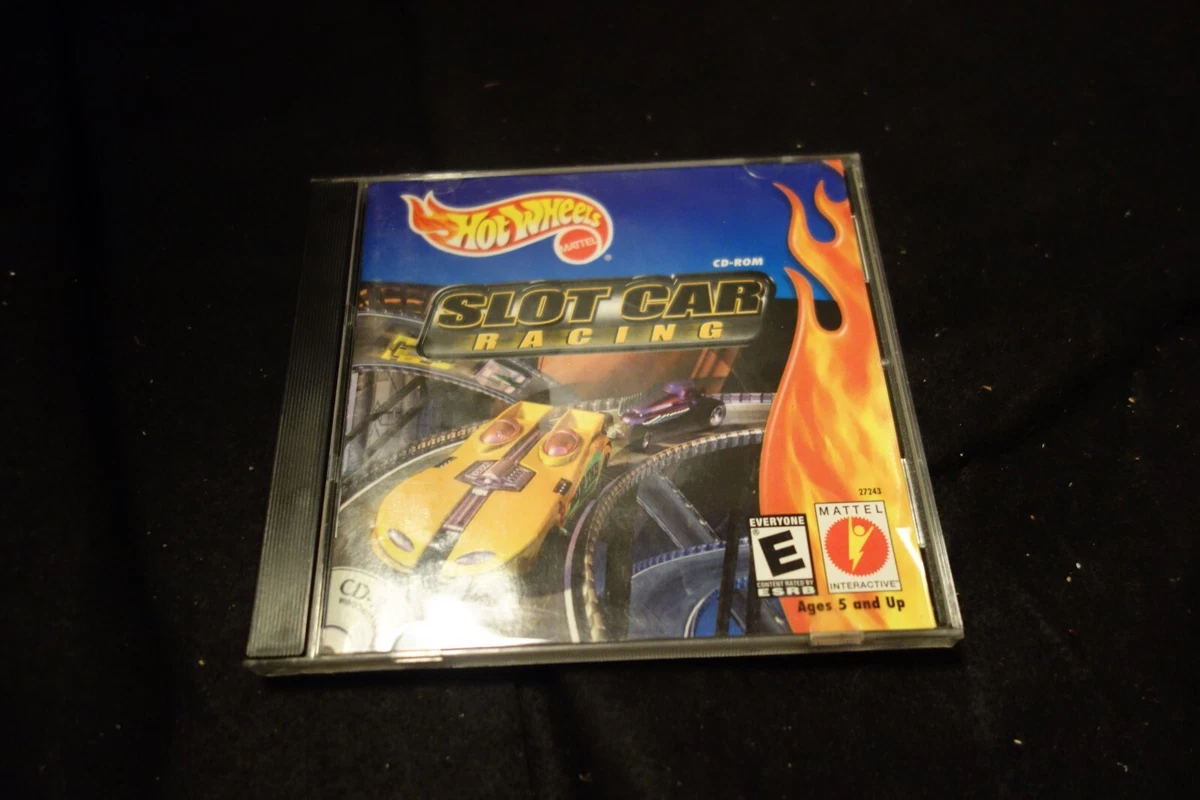 HOT WHEELS
MATTEL
®
CD-ROM
SLOT CAR
RACING
27243
EVERYONE
E
CONTENT RATED BY
ESRB
MATTEL
INTERACTIVE™
Ages 5 and Up